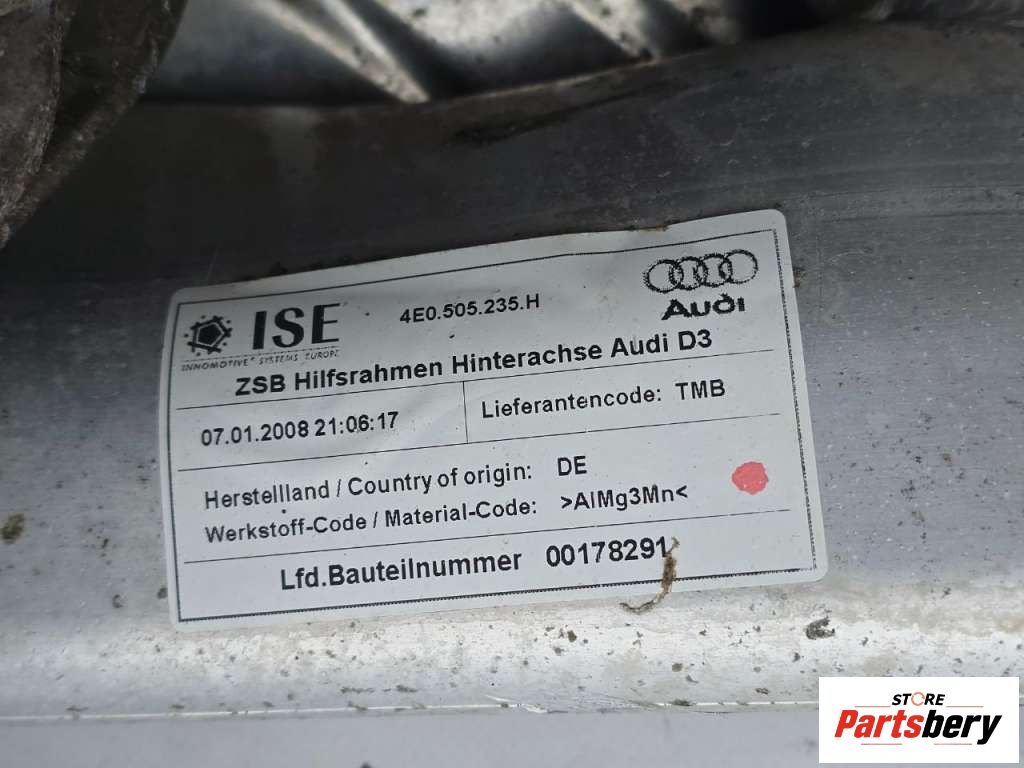 ISE
INNOMOTIVE SYSTEMS EUROPE
4E0.505.235.H
Audi
ZSB Hilfsrahmen Hinterachse Audi D3
07.01.2008 21:06:17
Lieferantencode: TMB
Herstellland / Country of origin: DE
Werkstoff-Code / Material-Code: >AlMg3Mn<
Lfd.Bauteilnummer 00178291
STORE
Partsbery